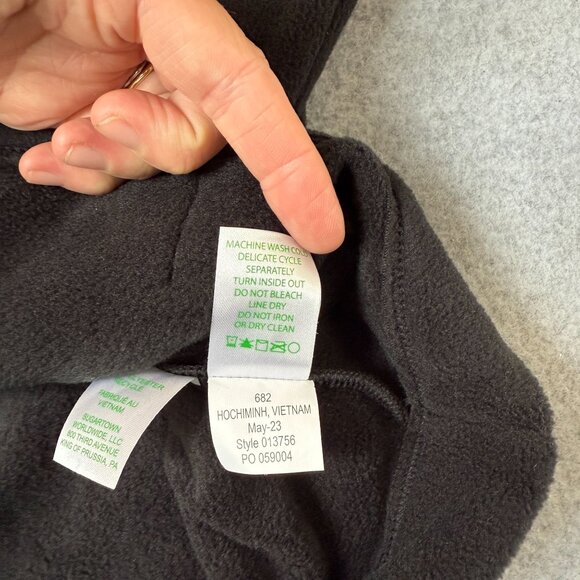 MACHINE WASH COLD
DELICATE CYCLE
SEPARATELY
TURN INSIDE OUT
DO NOT BLEACH
LINE DRY
DO NOT IRON
OR DRY CLEAN
682
HOCHIMINH, VIETNAM
May-23
Style 013756
PO 059004
FABRIQUÉ AU
VIETNAM
SUGARTOWN
WORLDWIDE, LLC
800 THIRD AVENUE
KING OF PRUSSIA, PA